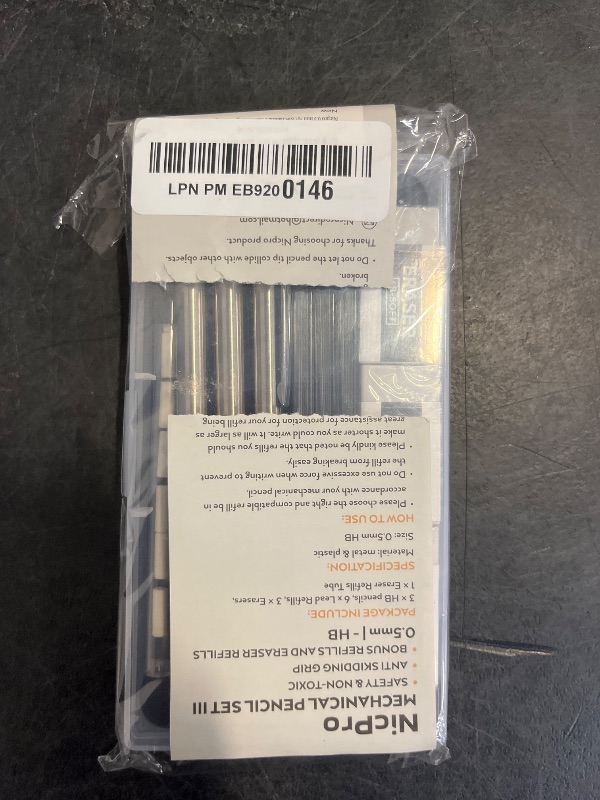 NicPro
MECHANICAL PENCIL SET III
• SAFETY & NON-TOXIC
• ANTI SKIDDING GRIP
• BONUS REFILLS AND ERASER REFILLS
0.5mm | - HB
PACKAGE INCLUDE:
3 × HB pencils, 6 x Lead Refills, 3 × Erasers,
1 × Eraser Refills Tube
SPECIFICATION:
Material: metal & plastic
Size: 0.5mm HB
HOW TO USE:
• Please choose the right and compatible refill in
accordance with your mechanical pencil.
• Do not use excessive force when writing to prevent
the refill from breaking easily.
• Please kindly be noted that the refills you should
make it shorter as you could write. It will as larger as
great assistance for protection for your refill being
broken.
• Do not let the pencil tip collide with other objects.
Thanks for choosing Nicpro product.
Nicprodirect@hotmail.com
LPN PM EB920 0146
ERASER
SOFT
New